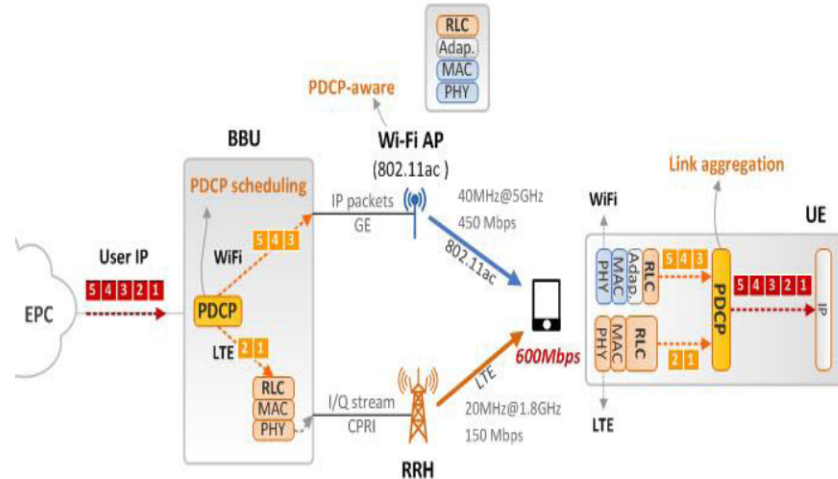 RLC
Adap.
MAC
PHY
PDCP-aware
Wi-Fi AP
(802.11ac )
BBU
PDCP scheduling
IP packets
GE
40MHz@5GHz
450 Mbps
802.11ac
Link aggregation
WiFi
UE
User IP
5 4 3 2 1
EPC
WiFi
5 4 3
PDCP
LTE
2 1
RLC
MAC
PHY
I/Q stream
CPRI
RRH
LTE
600Mbps
20MHz@1.8GHz
150 Mbps
PHY
MAC
Adap.
RLC
5 4 3
PDCP
5 4 3 2 1
IP
PHY
MAC
RLC
2 1
LTE